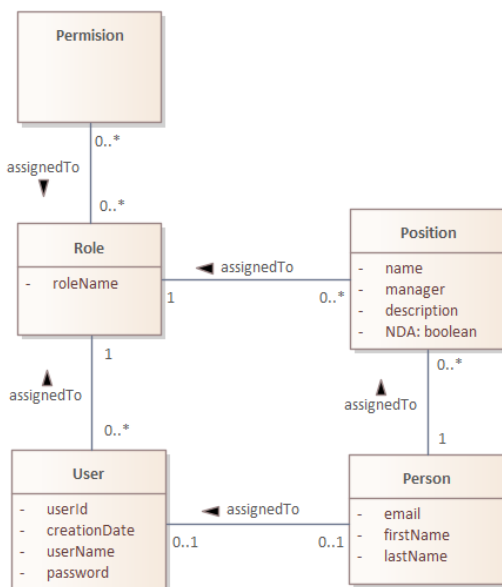 Permision
0..*
assignedTo
0..*
Role
- roleName
Position
- name
- manager
- description
- NDA: boolean
assignedTo
1
0..*
1
assignedTo
0..*
0..*
assignedTo
1
User
- userId
- creationDate
- userName
- password
Person
- email
- firstName
- lastName
assignedTo
0..1
0..1